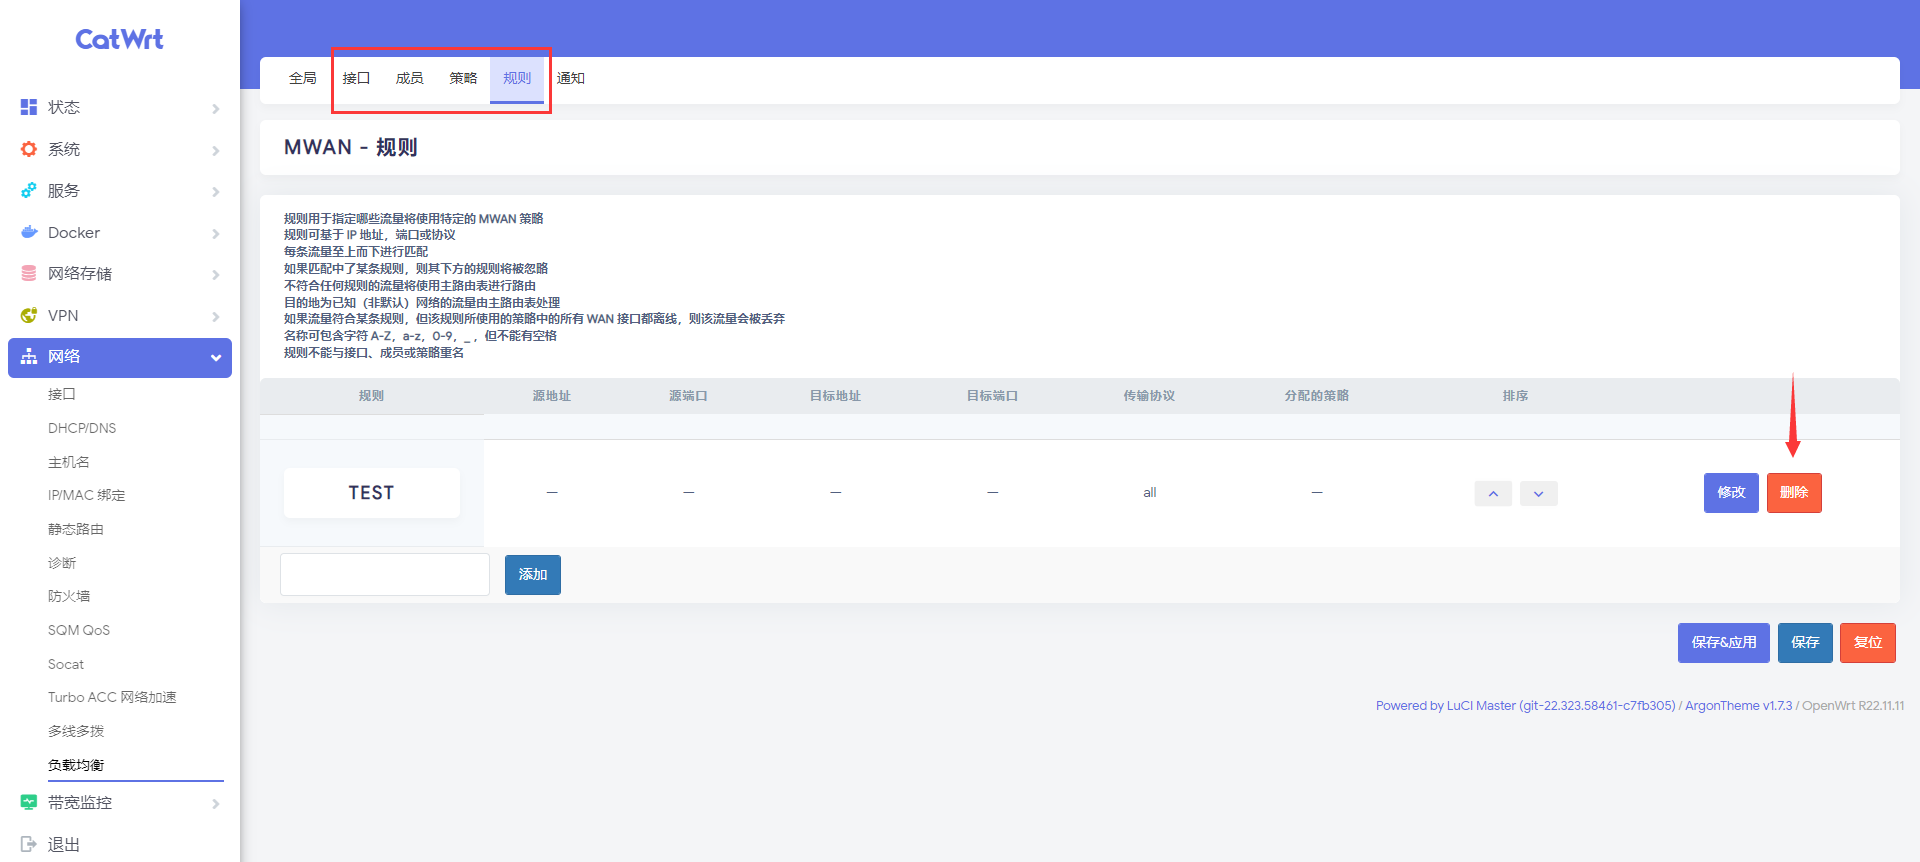 CatWrt
状态
系统
服务
Docker
网络存储
VPN
网络
接口
DHCP/DNS
主机名
IP/MAC 绑定
静态路由
诊断
防火墙
SQM QoS
Socat
Turbo ACC 网络加速
多线多拨
负载均衡
带宽监控
退出
全局 接口 成员 策略 规则 通知
MWAN - 规则
规则用于指定哪些流量将使用特定的 MWAN 策略
规则可基于 IP 地址，端口或协议
每条流量至上而下进行匹配
如果匹配中了某条规则，则其下方的规则将被忽略
不符合任何规则的流量将使用主路由表进行路由
目的地为已知（非默认）网络的流量由主路由表处理
如果流量符合某条规则，但该规则所使用的策略中的所有 WAN 接口都离线，则该流量会被丢弃
名称可包含字符 A-Z，a-z，0-9，_ ，但不能有空格
规则不能与接口、成员或策略重名
规则 源地址 源端口 目标地址 目标端口 传输协议 分配的策略 排序
TEST — — — — all — 修改 删除
添加
保存&应用 保存 复位
Powered by LuCI Master (git-22.323.58461-c7fb305) / ArgonTheme v1.7.3 / OpenWrt R22.11.11